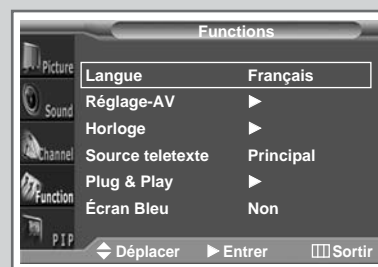 Functions
Picture
Langue Français
Sound
Réglage-AV ▶
Horloge ▶
Channel
Source teletexte Principal
Function
Plug & Play ▶
Écran Bleu Non
PIP
Déplacer ▶ Entrer Sortir